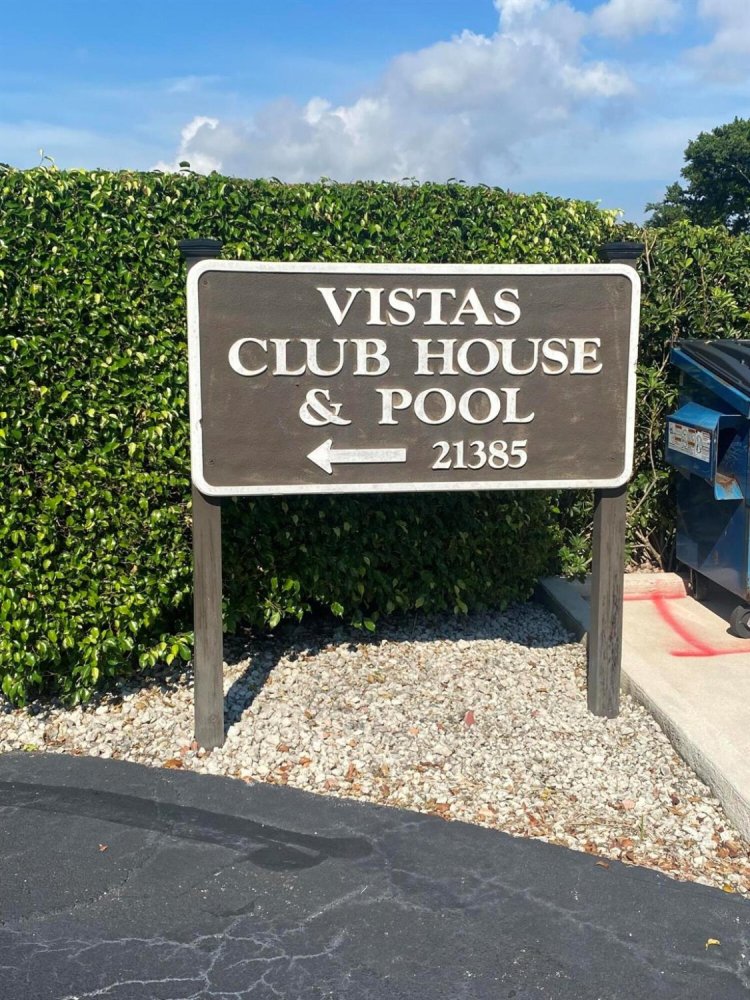 VISTAS
CLUB HOUSE
& POOL
← 21385